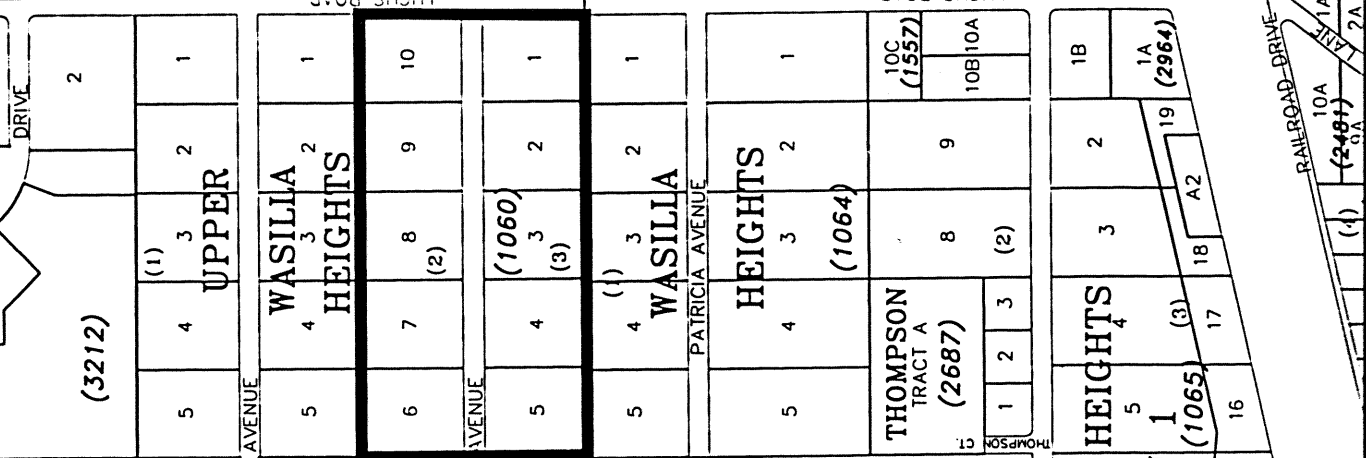 DRIVE
2
(3212)
1
2
(1)
3
4
5
UPPER
AVENUE
1
2
3
4
5
WASILLA
HEIGHTS
10
9
8
(2)
7
6
AVENUE
1
2
3
(3)
4
5
(1060)
1
2
3
(1)
4
5
WASILLA
PATRICIA AVENUE
HEIGHTS
1
2
3
4
5
(1064)
10C
(1557)
10A
10B
9
8
(2)
THOMPSON
TRACT A
(2687)
3
2
1
THOMPSON CT.
1B
1A
(2964)
2
19
A2
3
18
HEIGHTS
4
(3)
17
5
1
(1065)
16
RAILROAD DRIVE
LANE
1A
2A
10A
(2481)
9A
(4)